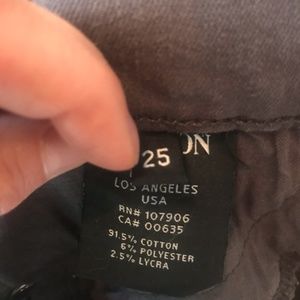 25
ON
LOS ANGELES
USA
RN# 107906
CA# 00635
91.5% COTTON
6% POLYESTER
2.5% LYCRA